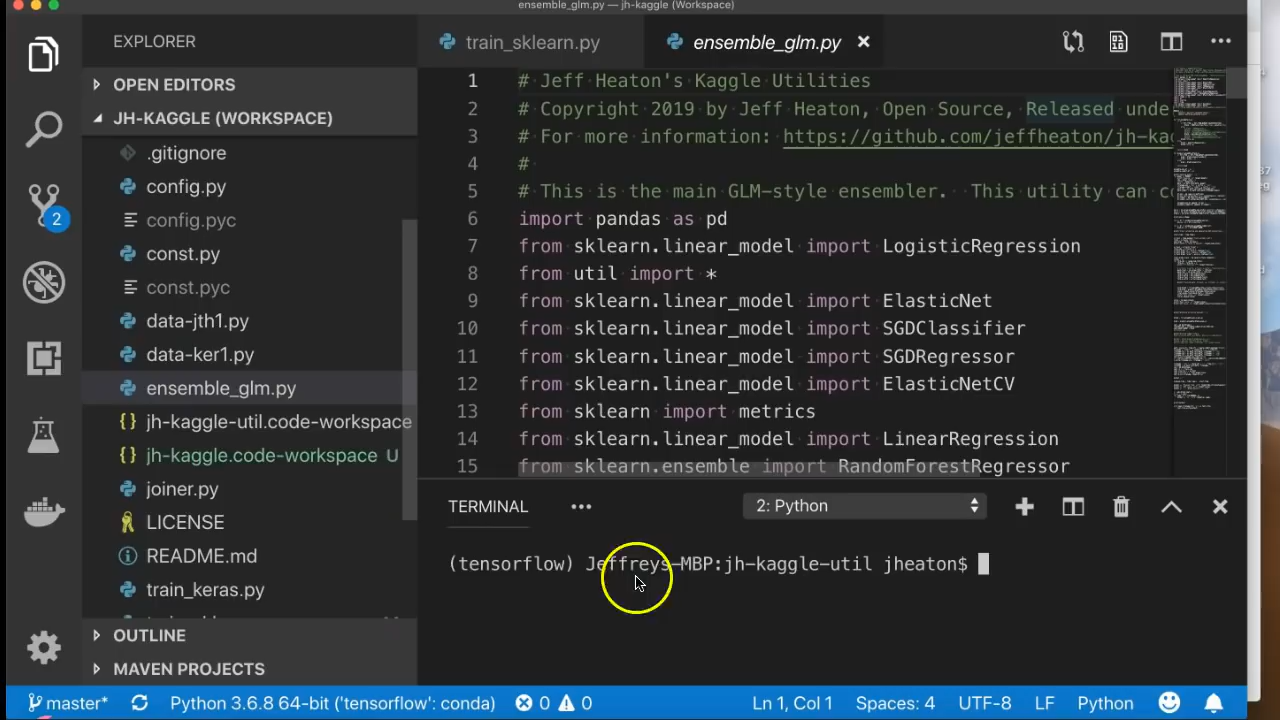 ensemble_glm.py — jh-kaggle (Workspace)
EXPLORER
train_sklearn.py
ensemble_glm.py
OPEN EDITORS
JH-KAGGLE (WORKSPACE)
.gitignore
config.py
config.pyc
const.py
const.pyc
data-jth1.py
data-ker1.py
ensemble_glm.py
jh-kaggle-util.code-workspace
jh-kaggle.code-workspace U
joiner.py
LICENSE
README.md
train_keras.py
OUTLINE
MAVEN PROJECTS
2
1 # Jeff Heaton's Kaggle Utilities
2 # Copyright 2019 by Jeff Heaton, Open Source, Released unde
3 # For more information: https://github.com/jeffheaton/jh-kag
4 #
5 # This is the main GLM-style ensembler. This utility can co
6 import pandas as pd
7 from sklearn.linear_model import LogisticRegression
8 from util import *
9 from sklearn.linear_model import ElasticNet
10 from sklearn.linear_model import SGDClassifier
11 from sklearn.linear_model import SGDRegressor
12 from sklearn.linear_model import ElasticNetCV
13 from sklearn import metrics
14 from sklearn.linear_model import LinearRegression
15 from sklearn.ensemble import RandomForestRegressor
TERMINAL
2: Python
(tensorflow) Jeffreys-MBP:jh-kaggle-util jheaton$
master* Python 3.6.8 64-bit ('tensorflow': conda) 0 0 Ln 1, Col 1 Spaces: 4 UTF-8 LF Python